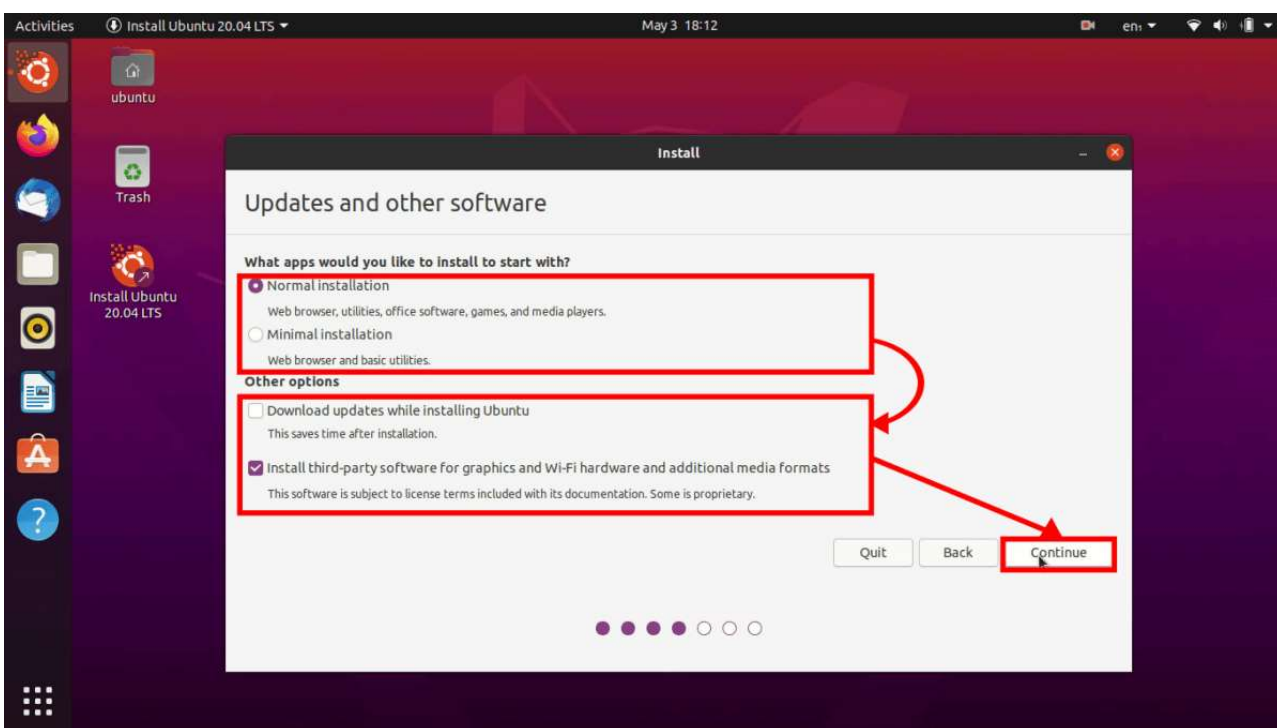 Activities Install Ubuntu 20.04 LTS May 3 18:12 en₁
ubuntu
Trash
Install Ubuntu
20.04 LTS
Install
Updates and other software
What apps would you like to install to start with?
Normal installation
Web browser, utilities, office software, games, and media players.
Minimal installation
Web browser and basic utilities.
Other options
Download updates while installing Ubuntu
This saves time after installation.
Install third-party software for graphics and Wi-Fi hardware and additional media formats
This software is subject to license terms included with its documentation. Some is proprietary.
Quit Back Continue